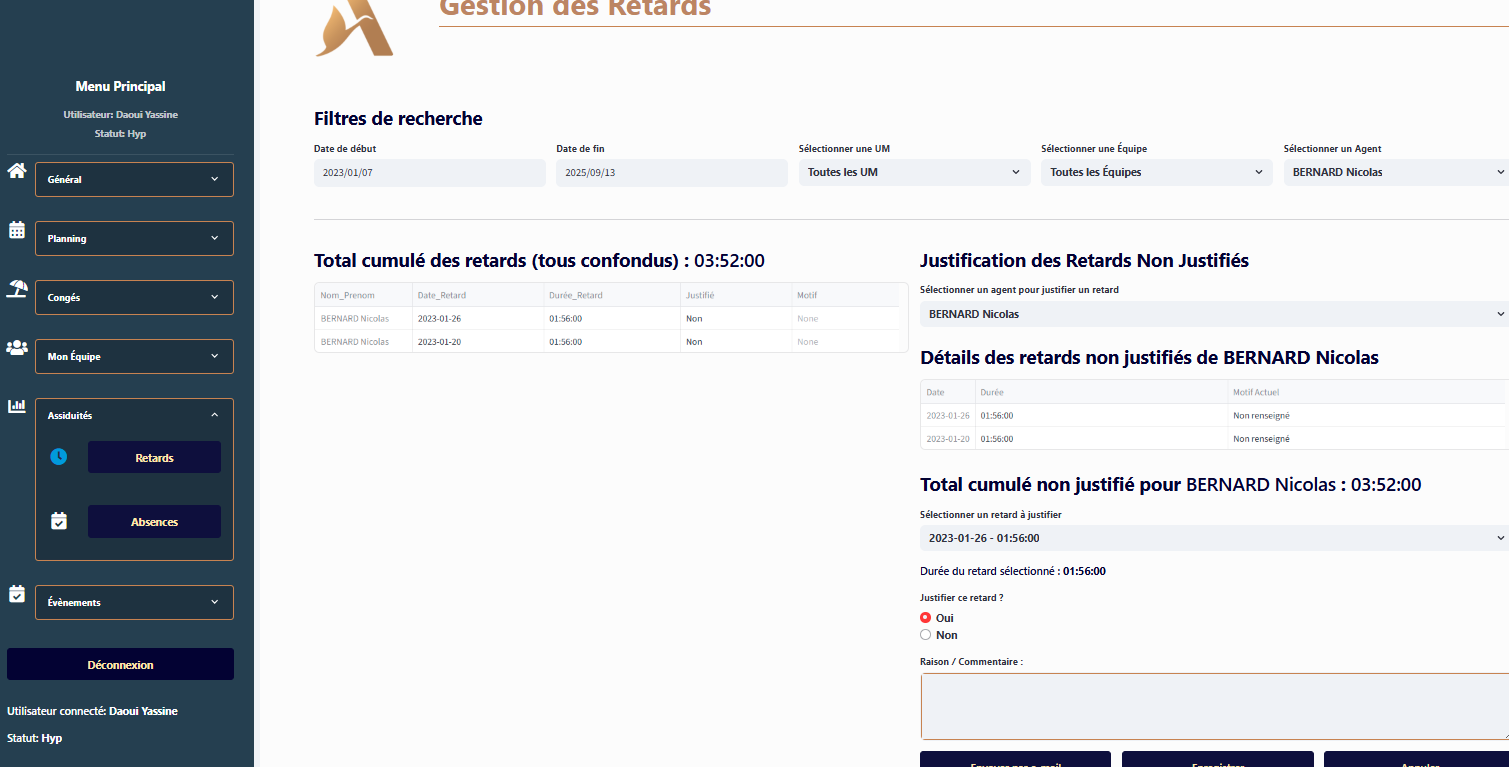 Gestion des Retards
Menu Principal
Utilisateur: Daoui Yassine
Statut: Hyp
Général
Planning
Congés
Mon Équipe
Assiduités
Retards
Absences
Évènements
Déconnexion
Utilisateur connecté: Daoui Yassine
Statut: Hyp
Filtres de recherche
Date de début
2023/01/07
Date de fin
2025/09/13
Sélectionner une UM
Toutes les UM
Sélectionner une Équipe
Toutes les Équipes
Sélectionner un Agent
BERNARD Nicolas
Total cumulé des retards (tous confondus) : 03:52:00
Nom_Prenom Date_Retard Durée_Retard Justifié Motif
BERNARD Nicolas 2023-01-26 01:56:00 Non None
BERNARD Nicolas 2023-01-20 01:56:00 Non None
Justification des Retards Non Justifiés
Sélectionner un agent pour justifier un retard
BERNARD Nicolas
Détails des retards non justifiés de BERNARD Nicolas
Date Durée Motif Actuel
2023-01-26 01:56:00 Non renseigné
2023-01-20 01:56:00 Non renseigné
Total cumulé non justifié pour BERNARD Nicolas : 03:52:00
Sélectionner un retard à justifier
2023-01-26 - 01:56:00
Durée du retard sélectionné : 01:56:00
Justifier ce retard ?
Oui
Non
Raison / Commentaire :
Envoyer par e-mail Enregistrer Annuler